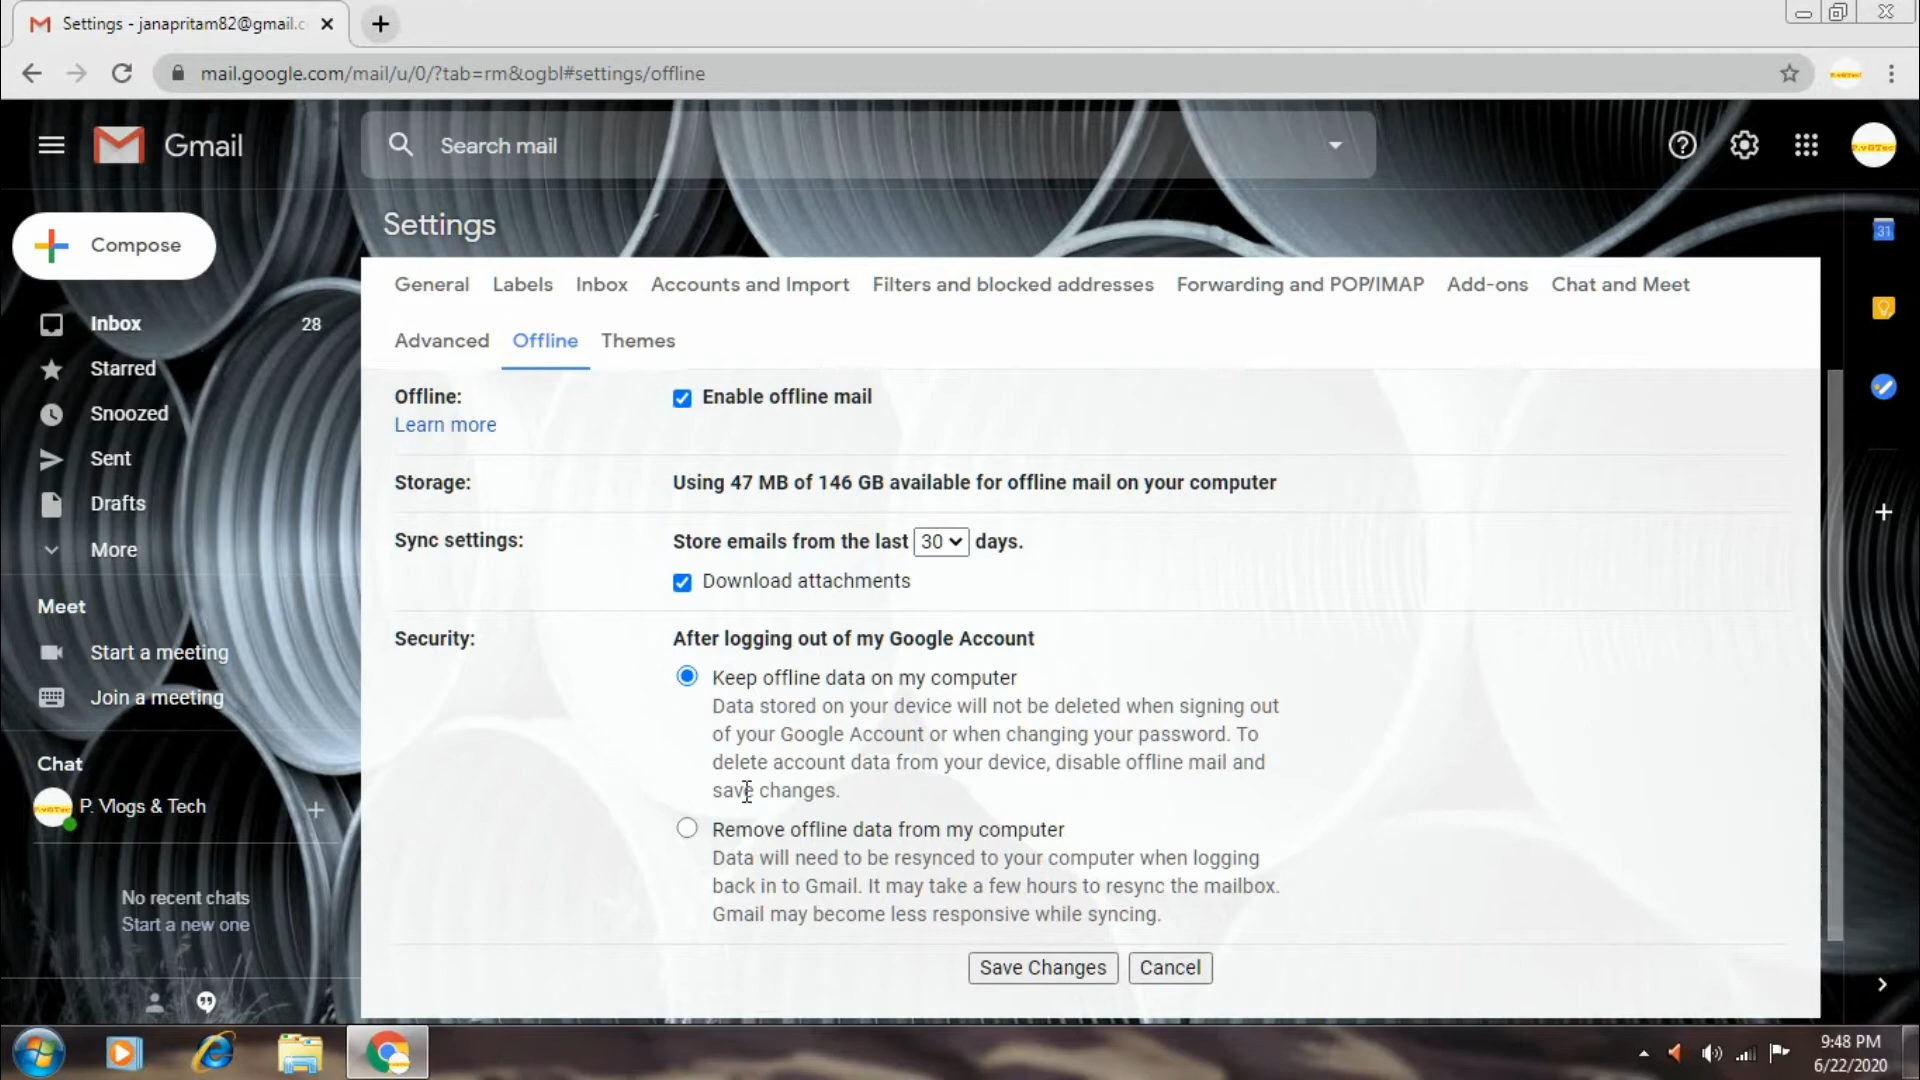 Settings - janapritam82@gmail.c
mail.google.com/mail/u/0/?tab=rm&ogbl#settings/offline
Gmail
Search mail
Compose
Settings
General Labels Inbox Accounts and Import Filters and blocked addresses Forwarding and POP/IMAP Add-ons Chat and Meet
Advanced Offline Themes
Inbox 28
Starred
Snoozed
Sent
Drafts
More
Meet
Start a meeting
Join a meeting
Chat
P. Vlogs & Tech
No recent chats
Start a new one
Offline: Enable offline mail
Learn more
Storage: Using 47 MB of 146 GB available for offline mail on your computer
Sync settings: Store emails from the last 30 days.
Download attachments
Security: After logging out of my Google Account
Keep offline data on my computer
Data stored on your device will not be deleted when signing out
of your Google Account or when changing your password. To
delete account data from your device, disable offline mail and
save changes.
Remove offline data from my computer
Data will need to be resynced to your computer when logging
back in to Gmail. It may take a few hours to resync the mailbox.
Gmail may become less responsive while syncing.
Save Changes Cancel
31
9:48 PM
6/22/2020